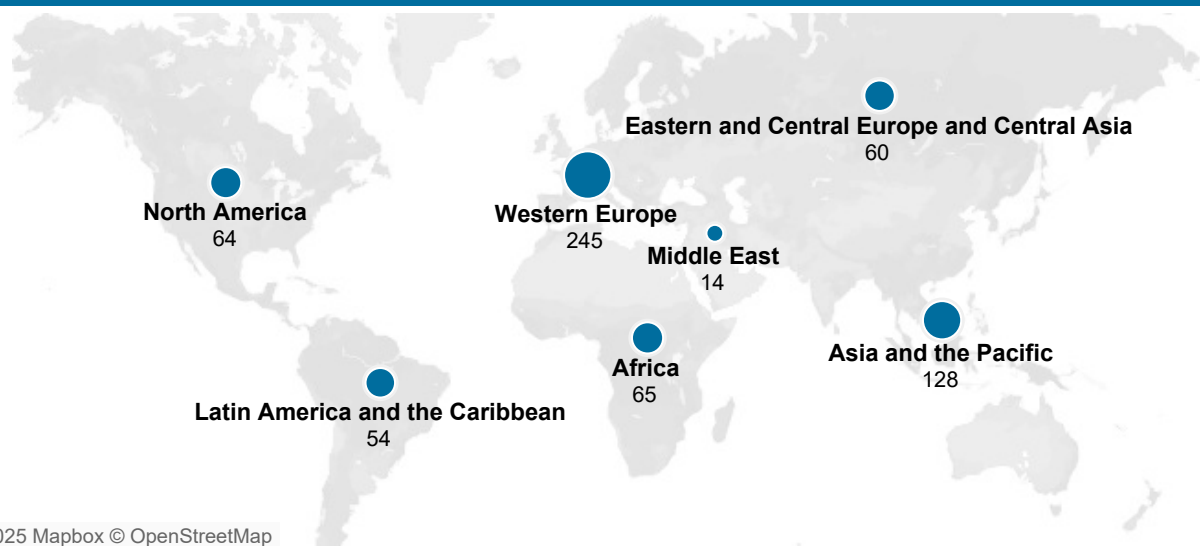 Eastern and Central Europe and Central Asia
60
North America
64
Western Europe
245
Middle East
14
Asia and the Pacific
128
Africa
65
Latin America and the Caribbean
54
025 Mapbox © OpenStreetMap